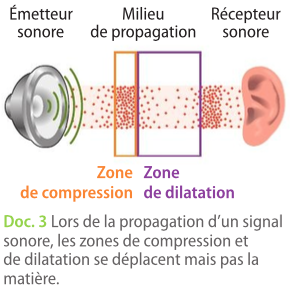 Émetteur sonore
Milieu de propagation
Récepteur sonore
Zone de compression
Zone de dilatation
Doc. 3 Lors de la propagation d'un signal
sonore, les zones de compression et
de dilatation se déplacent mais pas la
matière.